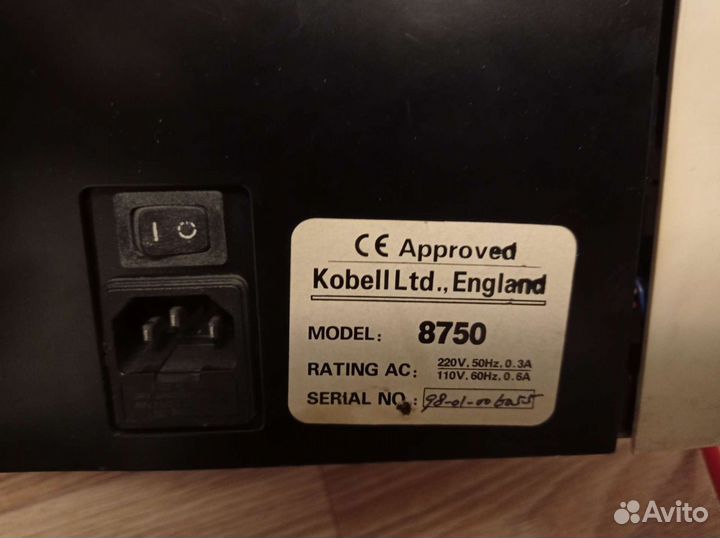 CE Approved
Kobell Ltd., England
MODEL: 8750
RATING AC: 220V, 50Hz, 0.3A
110V, 60Hz, 0.6A
SERIAL NO.:
Avito